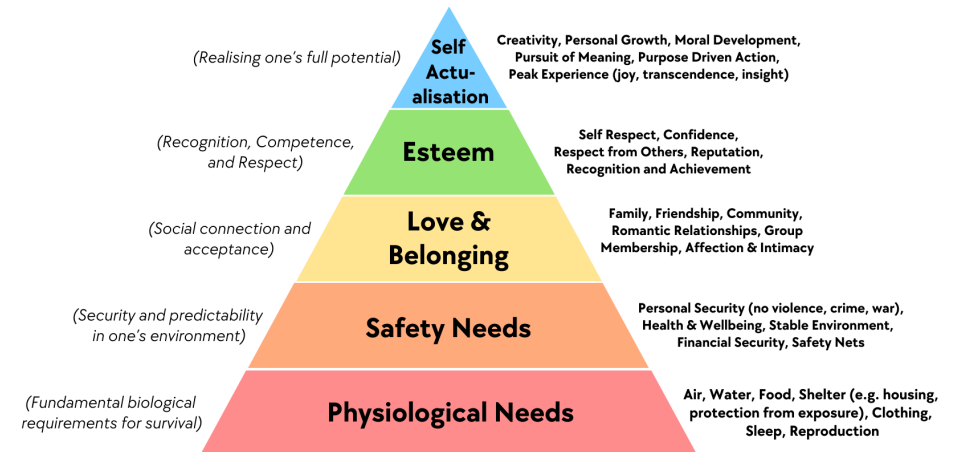 (Realising one's full potential)
Self
Actu-
alisation
Creativity, Personal Growth, Moral Development,
Pursuit of Meaning, Purpose Driven Action,
Peak Experience (joy, transcendence, insight)
(Recognition, Competence,
and Respect)
Esteem
Self Respect, Confidence,
Respect from Others, Reputation,
Recognition and Achievement
(Social connection and
acceptance)
Love &
Belonging
Family, Friendship, Community,
Romantic Relationships, Group
Membership, Affection & Intimacy
(Security and predictability
in one's environment)
Safety Needs
Personal Security (no violence, crime, war),
Health & Wellbeing, Stable Environment,
Financial Security, Safety Nets
(Fundamental biological
requirements for survival)
Physiological Needs
Air, Water, Food, Shelter (e.g. housing,
protection from exposure), Clothing,
Sleep, Reproduction